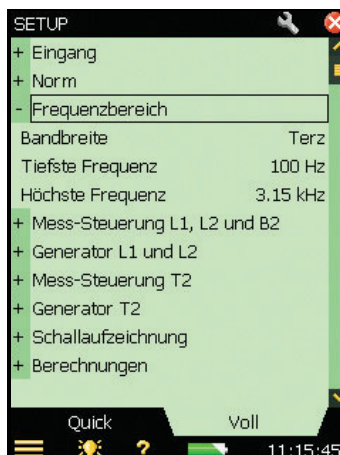 SETUP
+ Eingang
+ Norm
- Frequenzbereich
Bandbreite Terz
Tiefste Frequenz 100 Hz
Höchste Frequenz 3.15 kHz
+ Mess-Steuerung L1, L2 und B2
+ Generator L1 und L2
+ Mess-Steuerung T2
+ Generator T2
+ Schallaufzeichnung
+ Berechnungen
Quick Voll
? 11:15:45